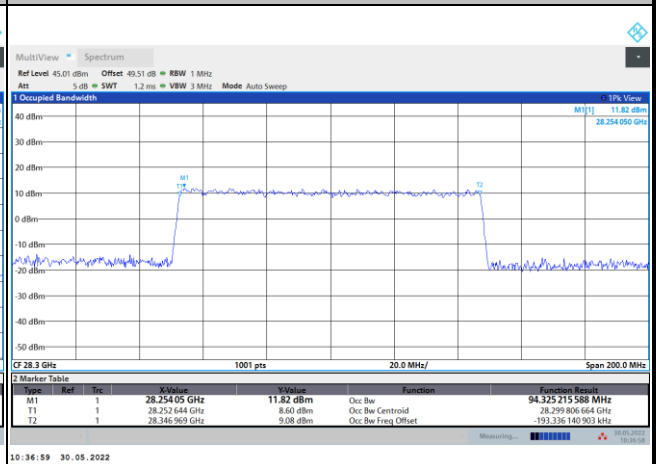 MultiView Spectrum
Ref Level 45.01 dBm Offset 49.51 dB RBW 1 MHz
Att 5 dB SWT 1.2 ms VBW 3 MHz Mode Auto Sweep
1 Occupied Bandwidth 1Pk View
M1[1] 11.82 dBm
28.254 050 GHz
40 dBm
30 dBm
20 dBm
M1
T1 T2
10 dBm
0 dBm
-10 dBm
-20 dBm
-30 dBm
-40 dBm
-50 dBm
CF 28.3 GHz 1001 pts 20.0 MHz/ Span 200.0 MHz
2 Marker Table
Type Ref Trc X-Value Y-Value Function Function Result
M1 1 28.254 05 GHz 11.82 dBm Occ Bw 94.325 215 588 MHz
T1 1 28.252 644 GHz 8.60 dBm Occ Bw Centroid 28.299 806 664 GHz
T2 1 28.346 969 GHz 9.08 dBm Occ Bw Freq Offset -193.336 140 903 kHz
Measuring... 30.05.2022
10:36:58
10:36:59 30.05.2022